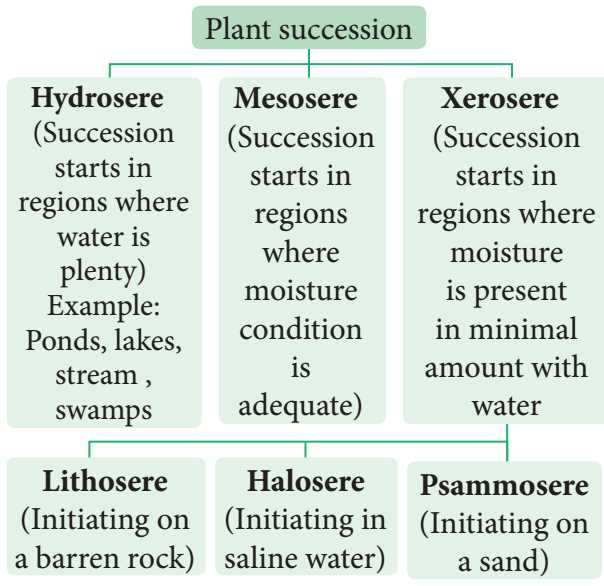 Plant succession
Hydrosere
(Succession
starts in
regions where
water is
plenty)
Example:
Ponds, lakes,
stream ,
swamps
Mesosere
(Succession
starts in
regions
where
moisture
condition
is
adequate)
Xerosere
(Succession
starts in
regions where
moisture
is present
in minimal
amount with
water
Lithosere
(Initiating on
a barren rock)
Halosere
(Initiating in
saline water)
Psammosere
(Initiating on
a sand)